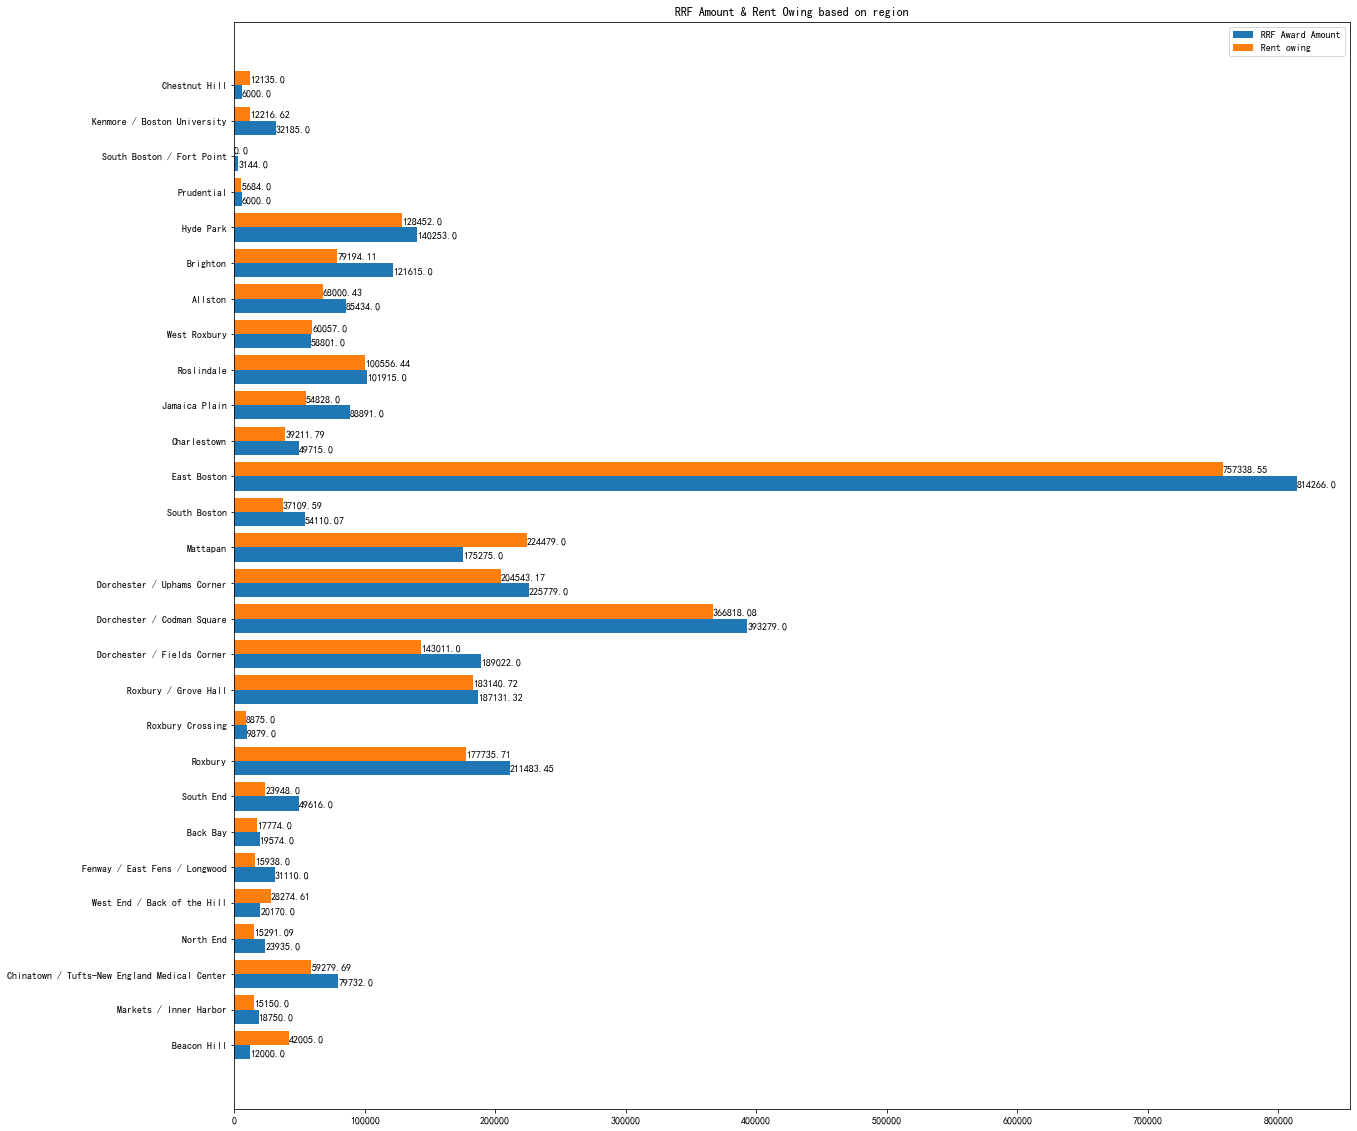 RRF Amount & Rent Owing based on region
RRF Award Amount
Rent owing
Chestnut Hill
12135.0
6000.0
Kenmore / Boston University
12216.62
32185.0
South Boston / Fort Point
0.0
3144.0
Prudential
5684.0
6000.0
Hyde Park
128452.0
140253.0
Brighton
79194.11
121615.0
Allston
68000.43
85434.0
West Roxbury
60057.0
58801.0
Roslindale
100556.44
101915.0
Jamaica Plain
54828.0
88891.0
Charlestown
39211.79
49715.0
East Boston
757338.55
814266.0
South Boston
37109.59
54110.07
Mattapan
224479.0
175275.0
Dorchester / Uphams Corner
204543.17
225779.0
Dorchester / Codman Square
366818.08
393279.0
Dorchester / Fields Corner
143011.0
189022.0
Roxbury / Grove Hall
183140.72
187131.32
Roxbury Crossing
8875.0
9879.0
Roxbury
177735.71
211483.45
South End
23948.0
49616.0
Back Bay
17774.0
19574.0
Fenway / East Fens / Longwood
15938.0
31110.0
West End / Back of the Hill
28274.61
20170.0
North End
15291.09
23935.0
Chinatown / Tufts-New England Medical Center
59279.69
79732.0
Markets / Inner Harbor
15150.0
18750.0
Beacon Hill
42005.0
12000.0
0 100000 200000 300000 400000 500000 600000 700000 800000